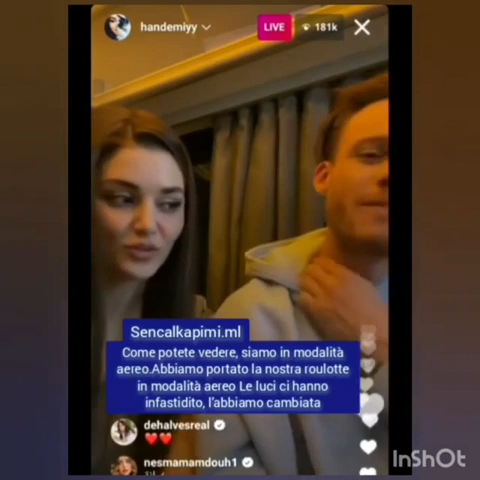 handemiyy
LIVE
181k
Sencalkapimi.ml
Come potete vedere, siamo in modalità
aereo.Abbiamo portato la nostra roulotte
in modalità aereo Le luci ci hanno
infastidito, l'abbiamo cambiata
dehalvesreal
nesmamamdouh1
InShOt